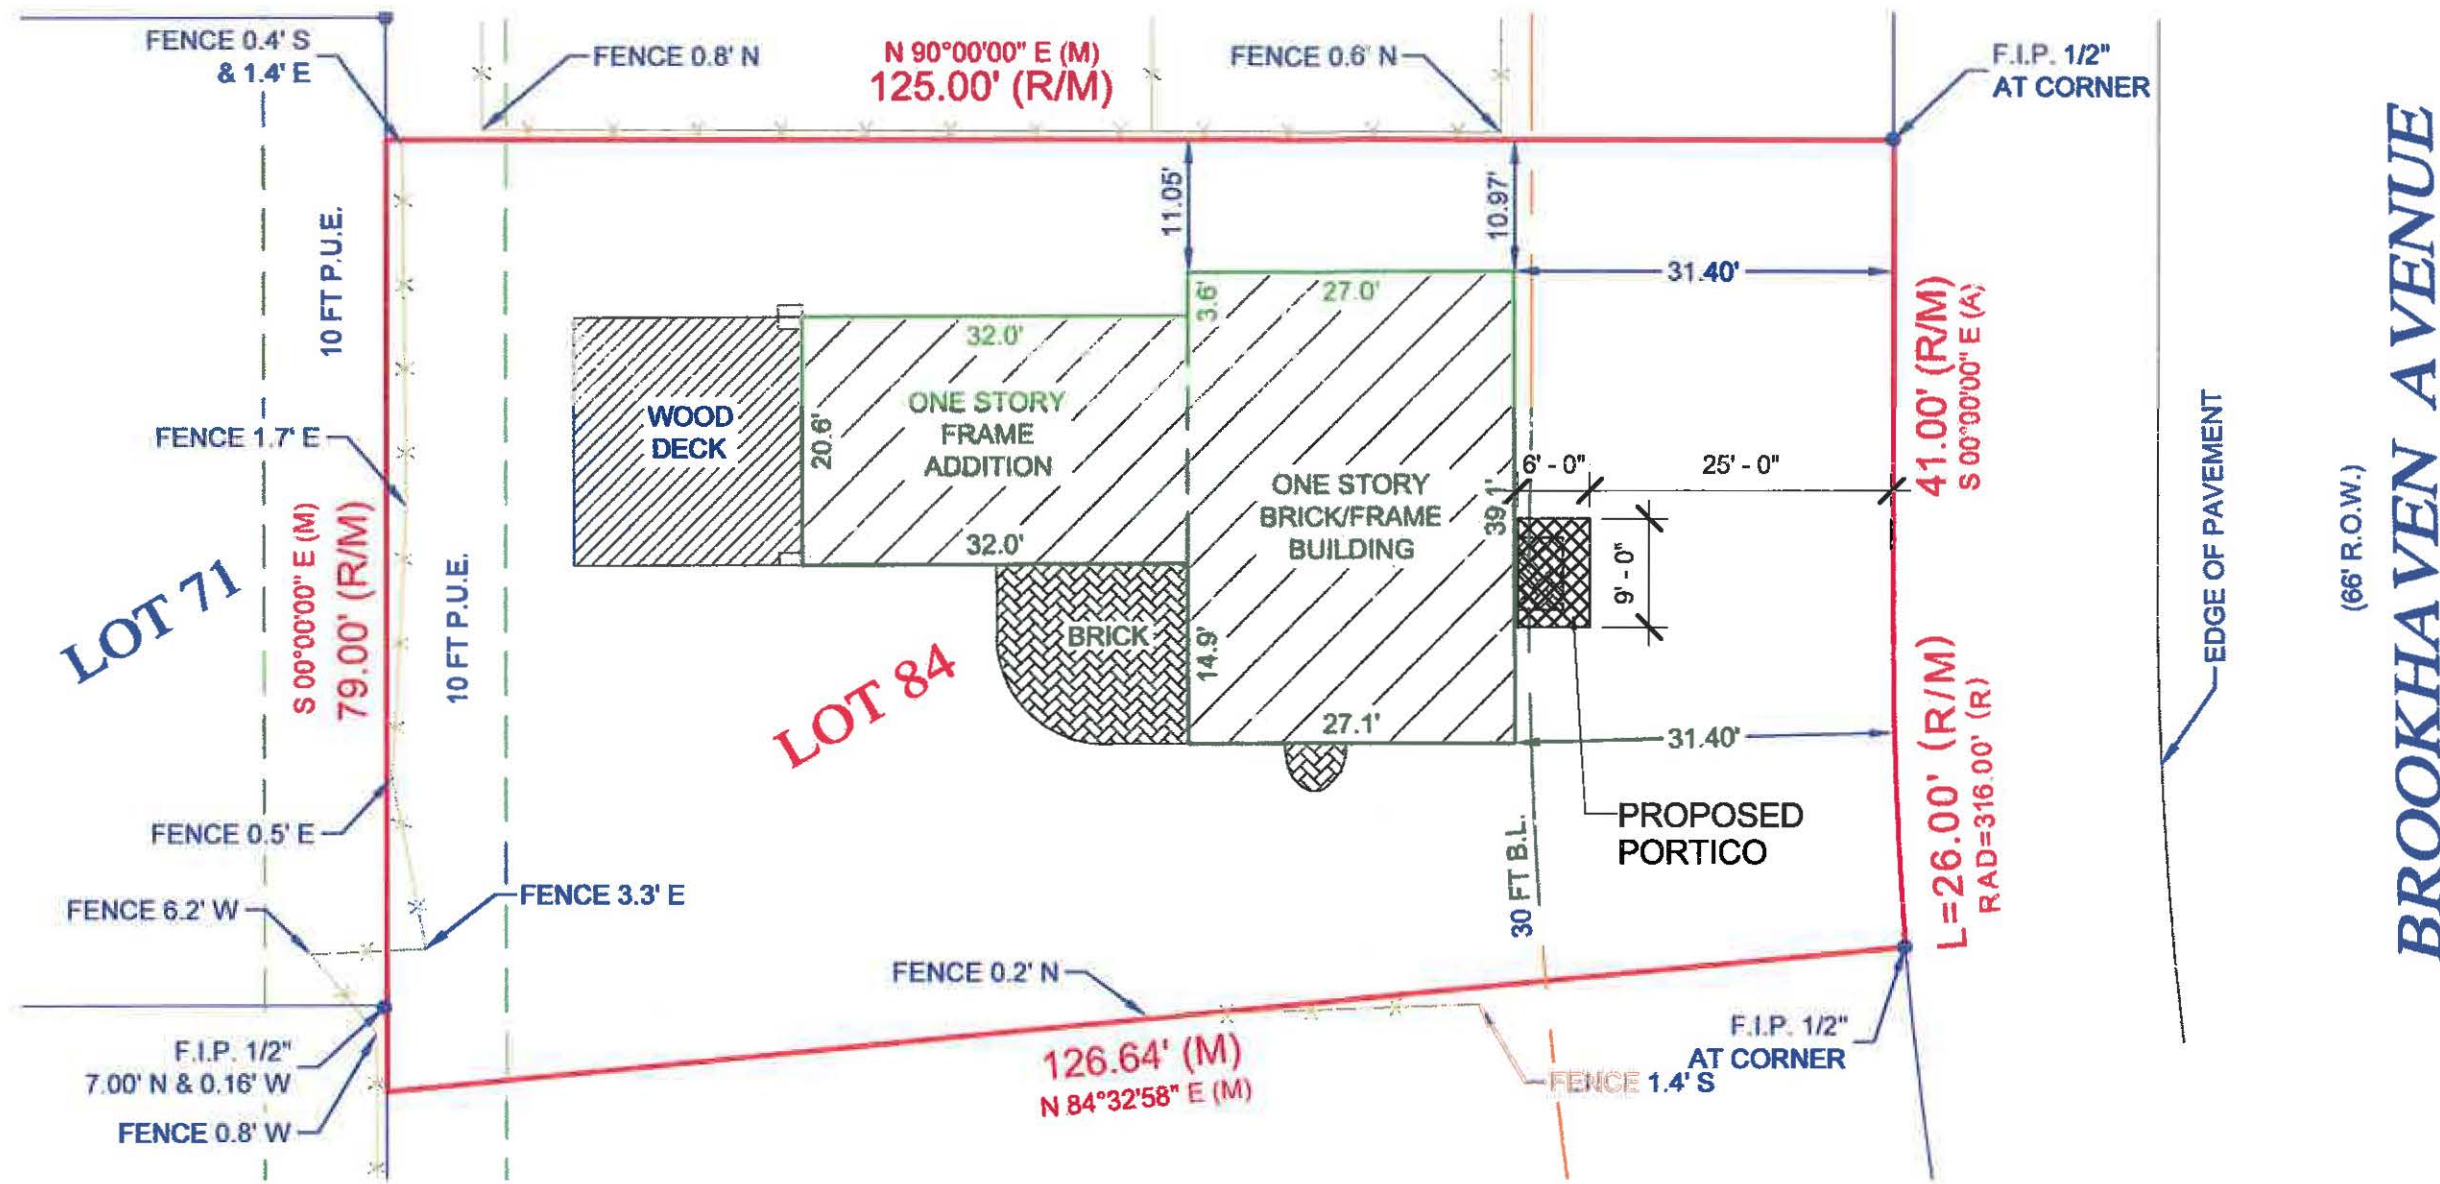 FENCE 0.4' S
& 1.4' E
FENCE 0.8' N
N 90°00'00" E (M)
125.00' (R/M)
FENCE 0.6' N
F.I.P. 1/2"
AT CORNER
10 FT P.U.E.
11.05'
10.97'
31.40'
3.6'
27.0'
32.0'
WOOD
DECK
20.6'
ONE STORY
FRAME
ADDITION
32.0'
ONE STORY
BRICK/FRAME
BUILDING
39.1'
6' - 0"
25' - 0"
9' - 0"
41.00' (R/M)
S 00°00'00" E (A)
FENCE 1.7' E
S 00°00'00" E (M)
79.00' (R/M)
LOT 71
10 FT P.U.E.
BRICK
14.9'
27.1'
LOT 84
31.40'
PROPOSED
PORTICO
30 FT B.L.
L=26.00' (R/M)
RAD=316.00' (R)
EDGE OF PAVEMENT
(66' R.O.W.)
BROOKHAVEN AVENUE
FENCE 0.5' E
FENCE 6.2' W
FENCE 3.3' E
FENCE 0.2' N
F.I.P. 1/2"
7.00' N & 0.16' W
FENCE 0.8' W
126.64' (M)
N 84°32'58" E (M)
FENCE 1.4' S
F.I.P. 1/2"
AT CORNER